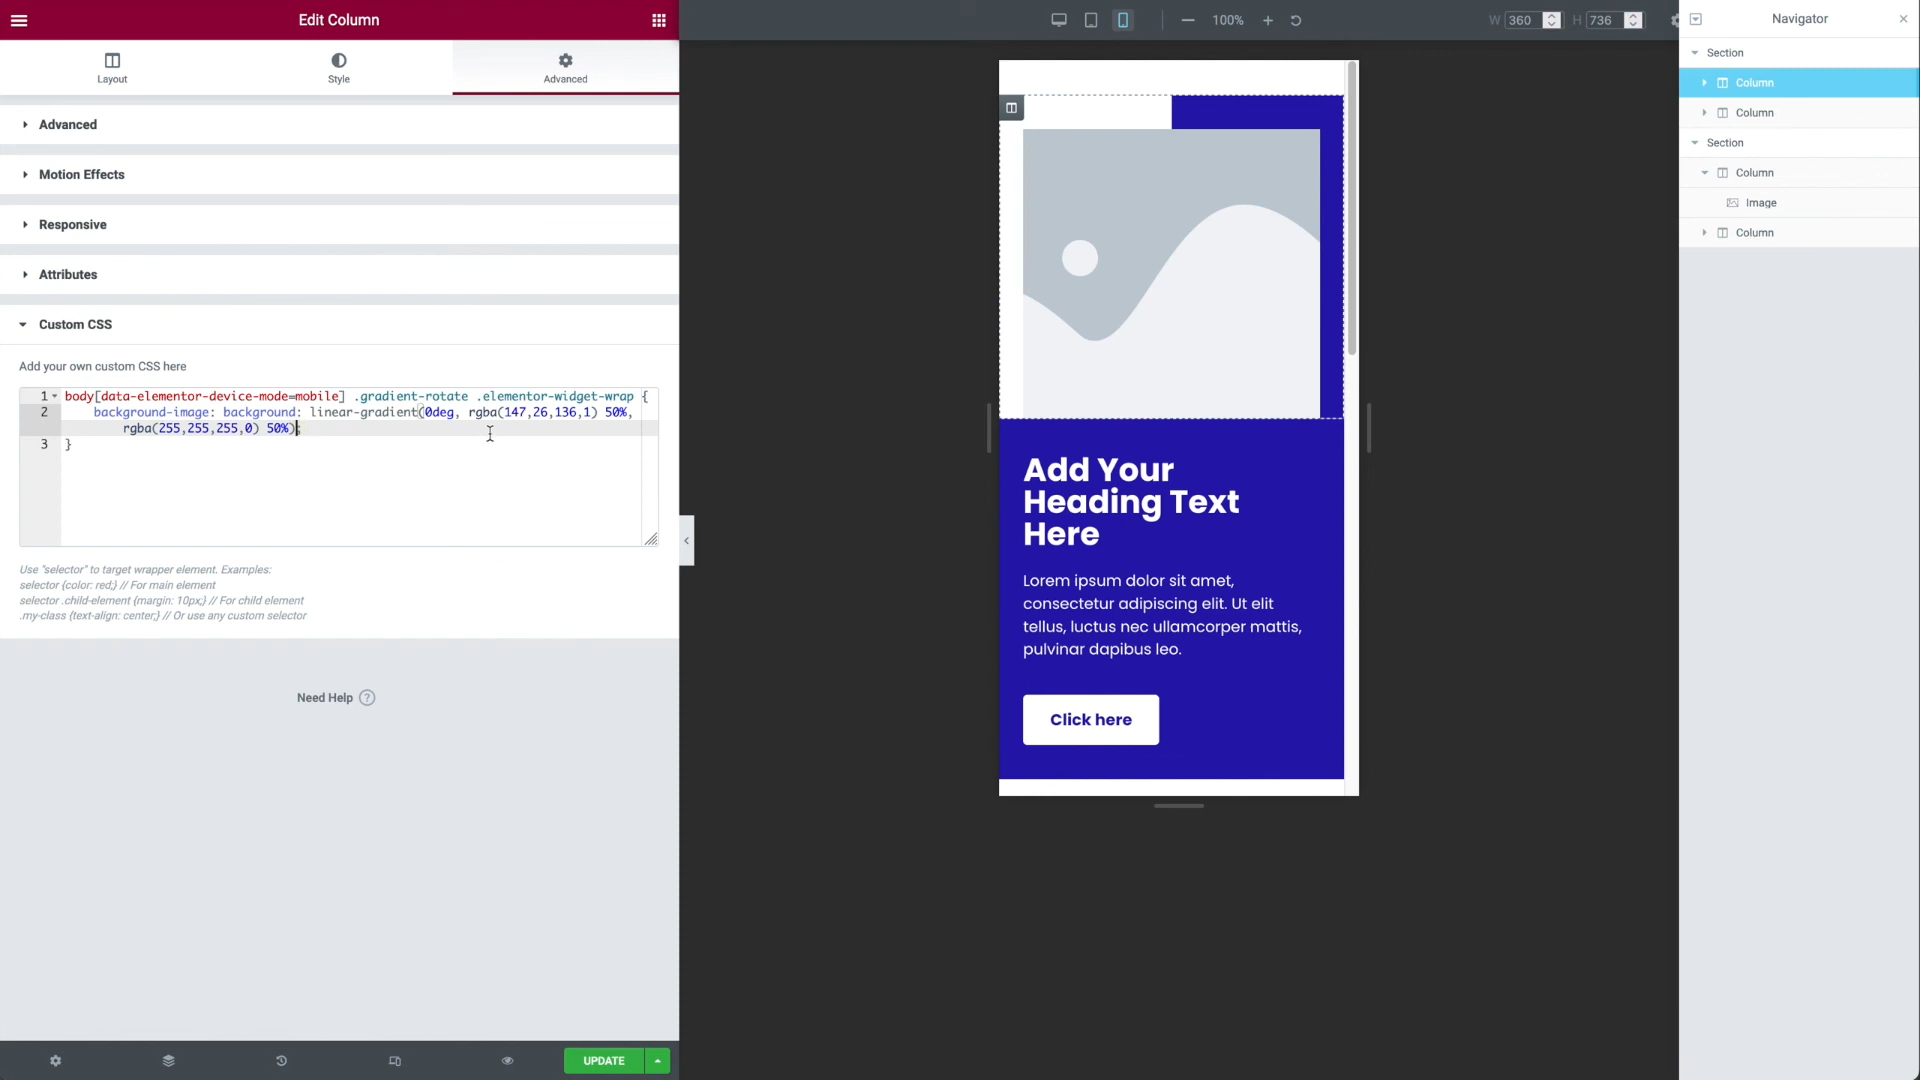 Edit Column
Layout
Style
Advanced
Advanced
Motion Effects
Responsive
Attributes
Custom CSS
Add your own custom CSS here
1 body[data-elementor-device-mode=mobile] .gradient-rotate .elementor-widget-wrap {
2 background-image: background: linear-gradient(0deg, rgba(147,26,136,1) 50%,
rgba(255,255,255,0) 50%);
3 }
Use "selector" to target wrapper element. Examples:
selector {color: red;} // For main element
selector .child-element {margin: 10px;} // For child element
.my-class {text-align: center;} // Or use any custom selector
Need Help ?
UPDATE
100%
W 360
H 736
Add Your
Heading Text
Here
Lorem ipsum dolor sit amet,
consectetur adipiscing elit. Ut elit
tellus, luctus nec ullamcorper mattis,
pulvinar dapibus leo.
Click here
Navigator
Section
Column
Column
Section
Column
Image
Column